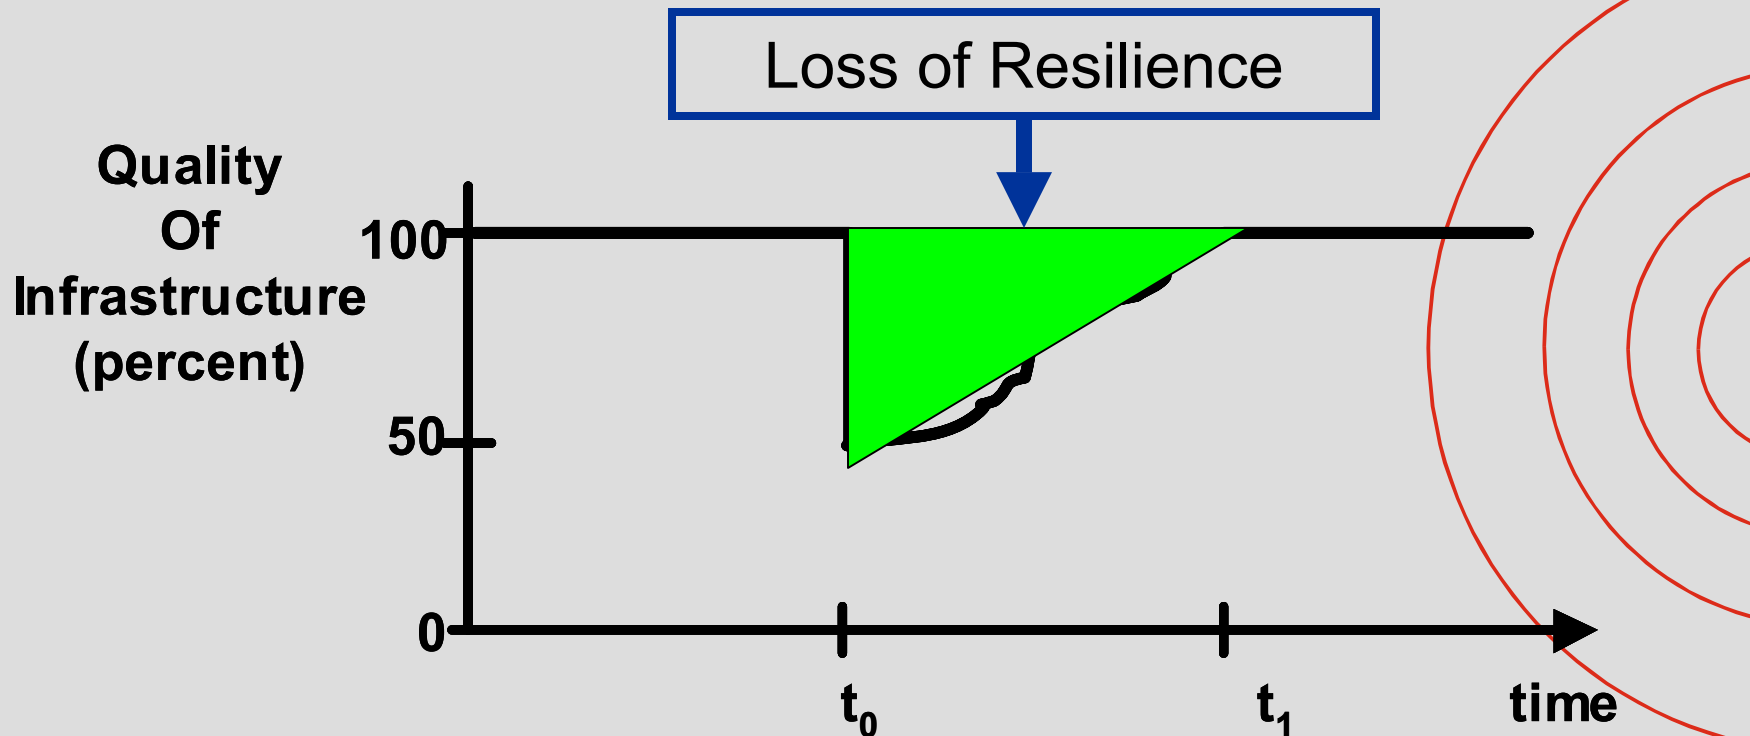 Loss of Resilience
Quality
Of
Infrastructure
(percent)
100
50
0
t₀
t₁
time